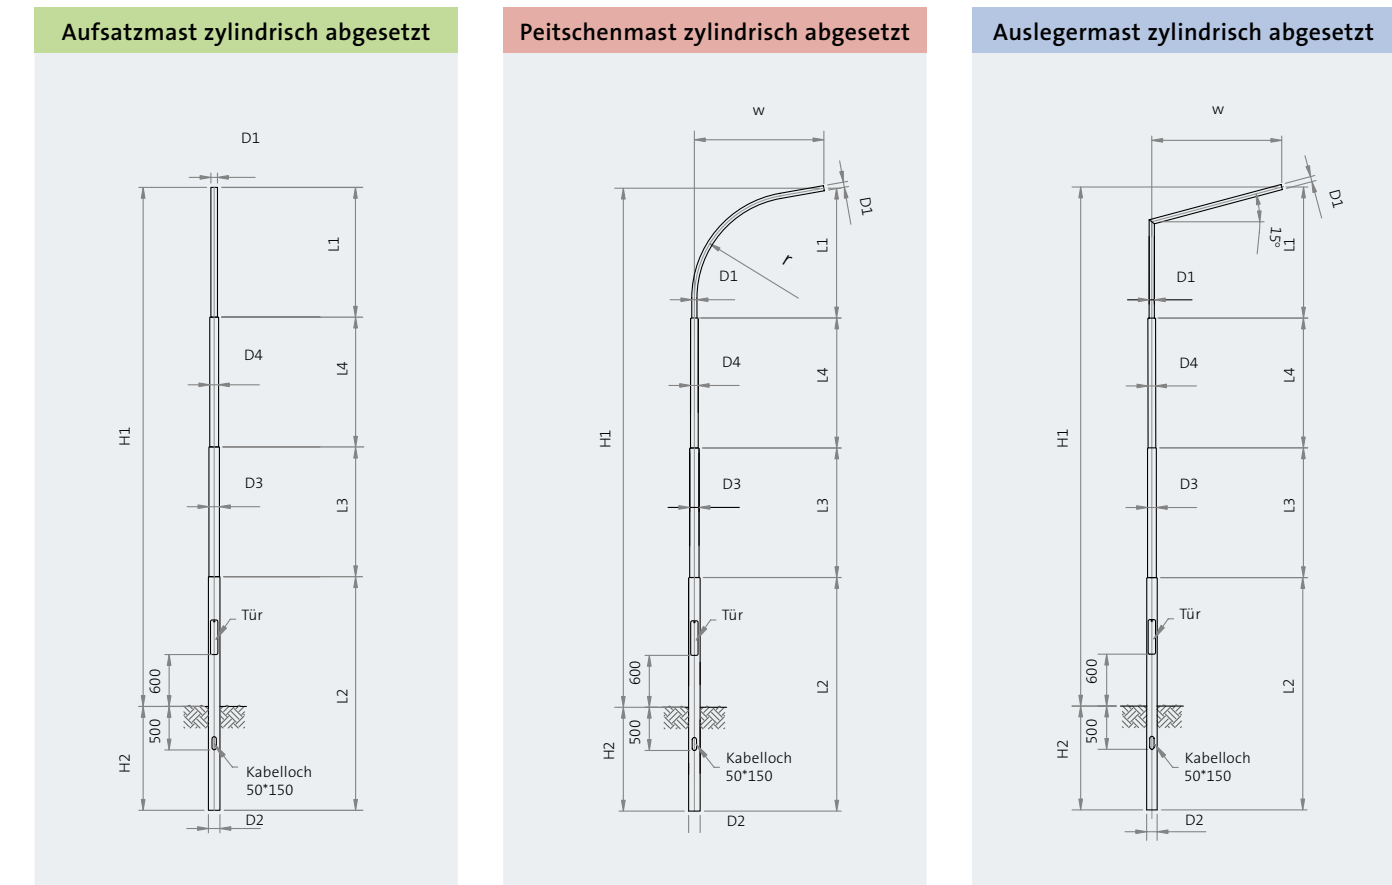 Aufsatzmast zylindrisch abgesetzt
D1
L1
D4
L4
H1
D3
L3
Tür
600
L2
500
H2
Kabelloch
50*150
D2
Peitschenmast zylindrisch abgesetzt
w
D1
L1
r
D1
D4
L4
H1
D3
L3
Tür
600
L2
500
H2
Kabelloch
50*150
D2
Auslegermast zylindrisch abgesetzt
w
D1
15°
L1
D1
D4
L4
H1
D3
L3
Tür
600
L2
500
H2
Kabelloch
50*150
D2